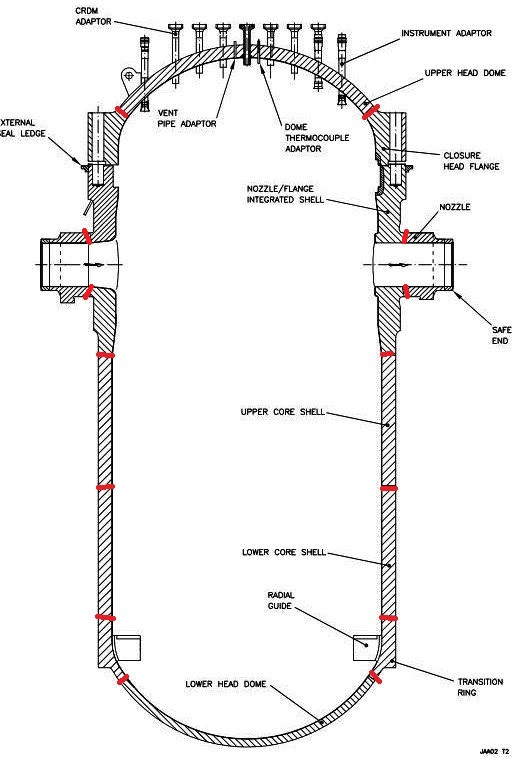 CRDM
ADAPTOR
INSTRUMENT ADAPTOR
UPPER HEAD DOME
VENT
PIPE ADAPTOR
DOME
THERMOCOUPLE
ADAPTOR
XTERNAL
EAL LEDGE
CLOSURE
HEAD FLANGE
NOZZLE/FLANGE
INTEGRATED SHELL
NOZZLE
SAFE
END
UPPER CORE SHELL
LOWER CORE SHELL
RADIAL
GUIDE
LOWER HEAD DOME
TRANSITION
RING
JAA02 T2